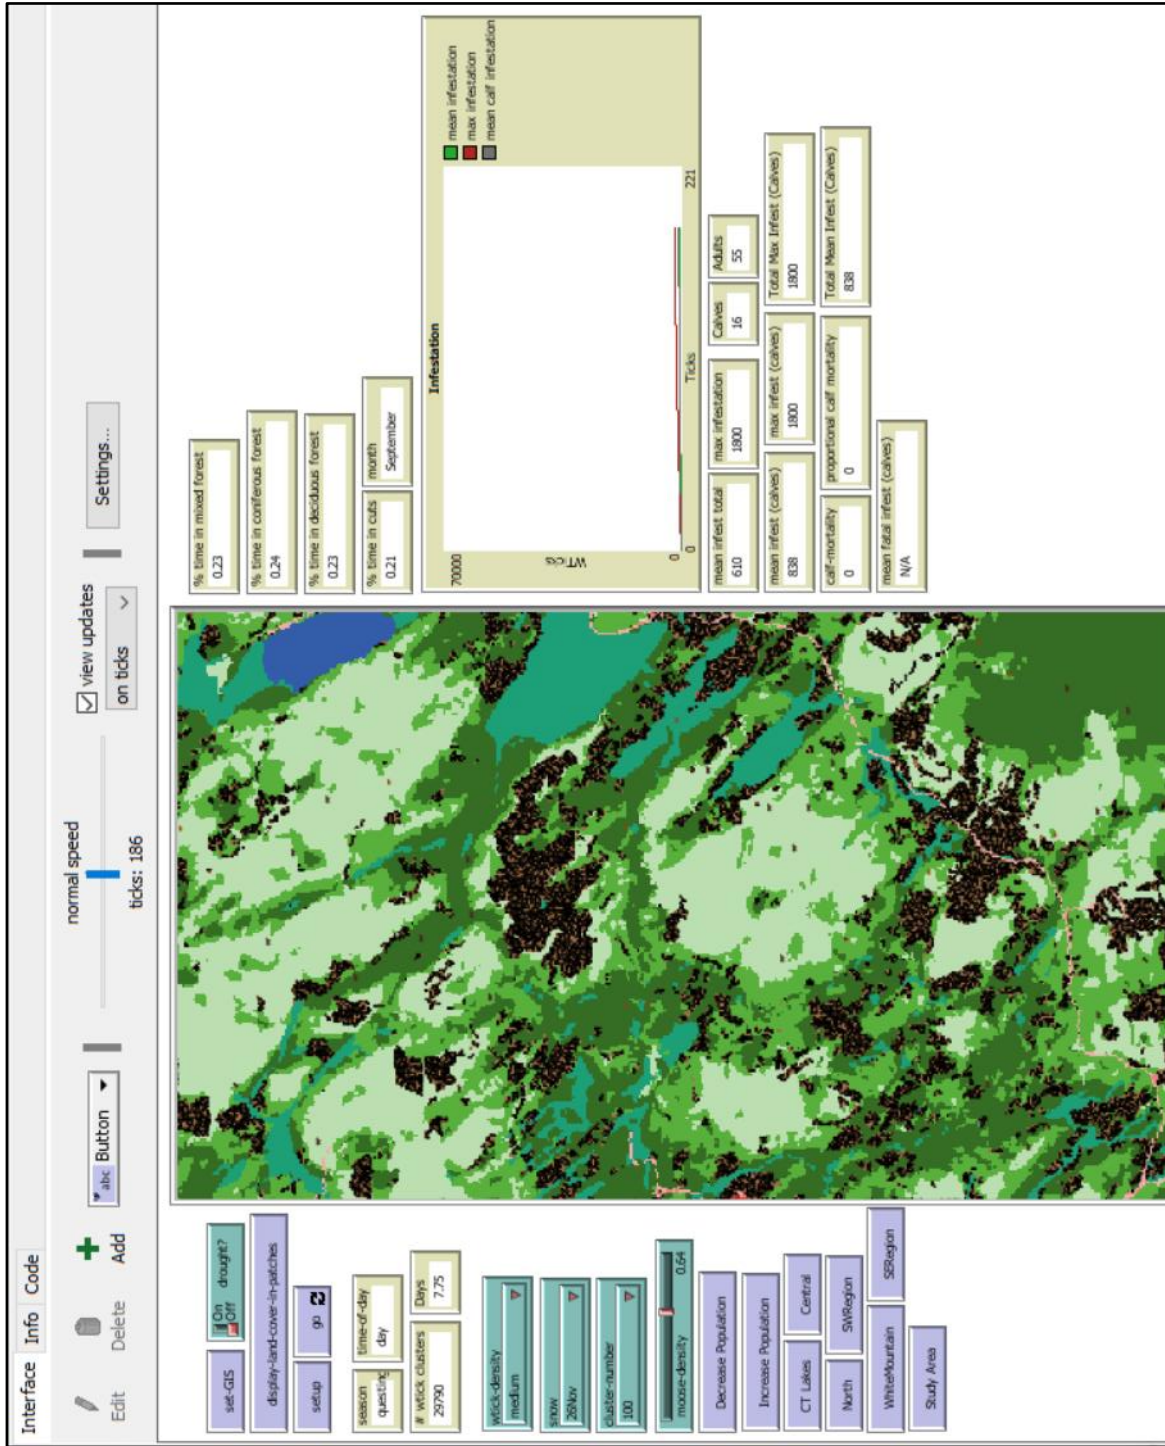 Interface Info Code
Edit Delete Add
abc Button
normal speed
ticks: 186
view updates
on ticks
Settings...
set-GIS
On
Off
drought?
display-land-cover-in-patches
setup
go
season
questing
time-of-day
day
# wtick clusters
29790
Days
7.75
wtick-density
medium
snow
26Nov
cluster-number
100
moose-density 0.64
Decrease Population
Increase Population
CT Lakes
Central
North
SWRegion
WhiteMountain
SERegion
Study Area
% time in mixed forest
0.23
% time in coniferous forest
0.24
% time in deciduous forest
0.23
% time in cuts
0.21
month
September
Infestation
70000
WTicks
0
0
Ticks
221
mean infestation
max infestation
mean calf infestation
mean infest total
610
max infestation
1800
Calves
16
Adults
55
mean infest (calves)
838
max infest (calves)
1800
Total Max Infest (Calves)
1800
calf-mortality
0
proportional calf mortality
0
Total Mean Infest (Calves)
838
mean fatal infest (calves)
N/A